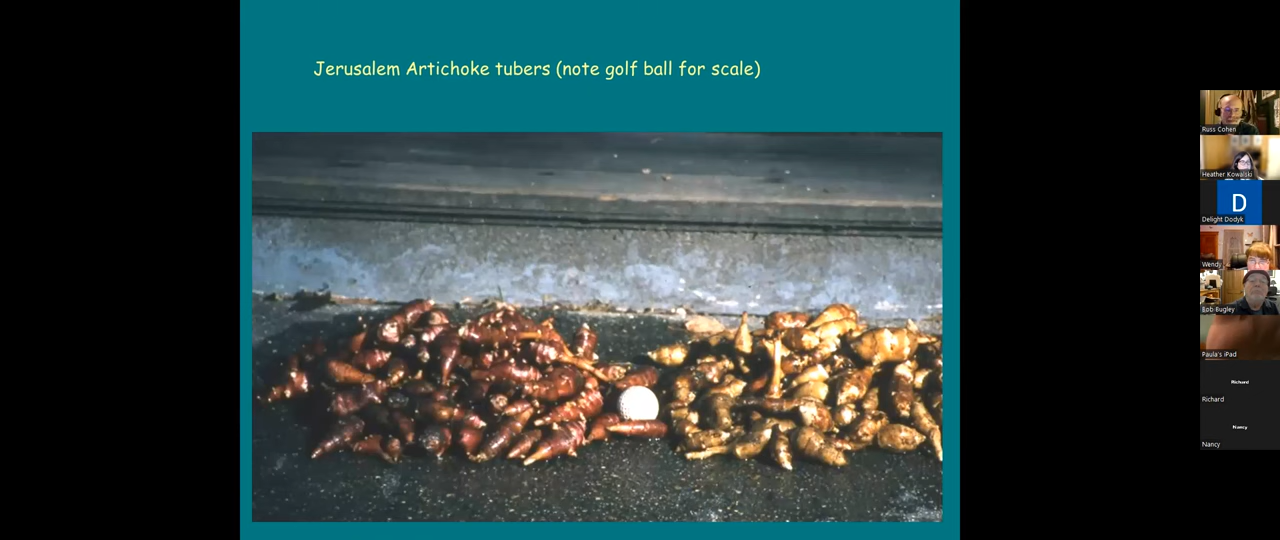 Jerusalem Artichoke tubers (note golf ball for scale)
Russ Cohen
Heather Kowalski
D
Delight Dodyk
Wendy
Bob Bugley
Paula's iPad
Richard
Richard
Nancy
Nancy